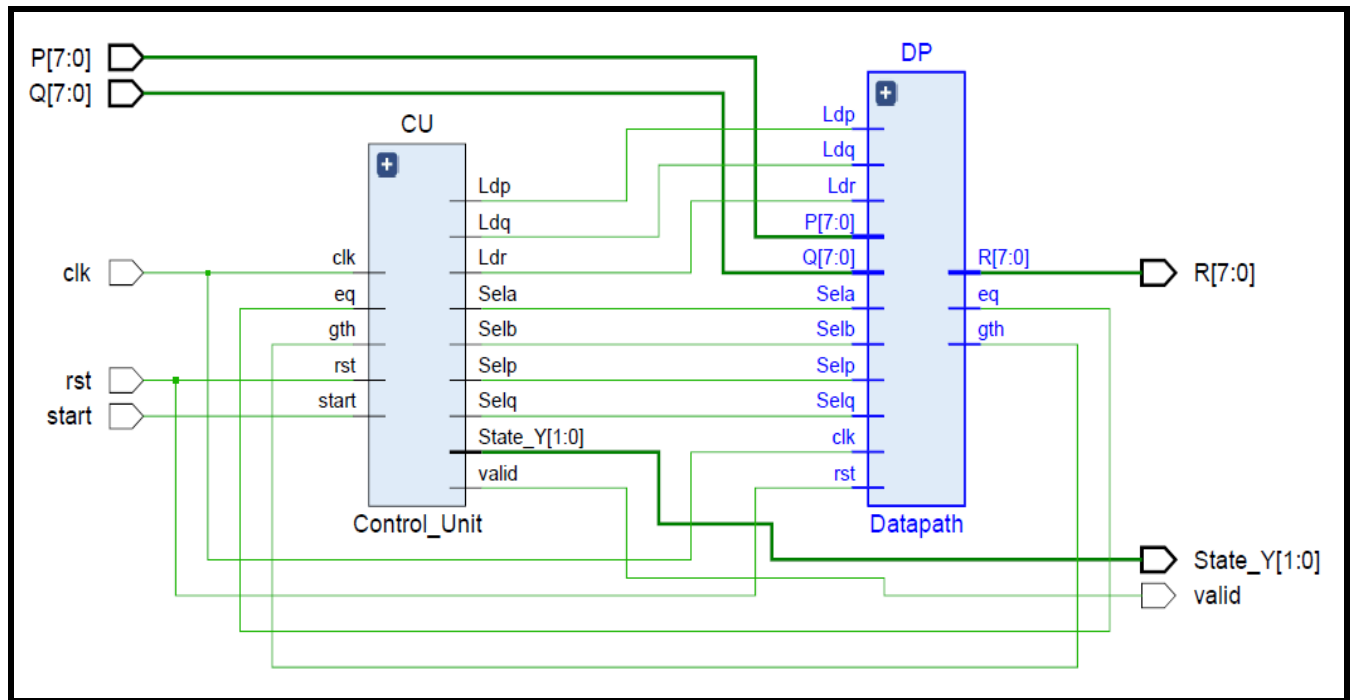 P[7:0]
Q[7:0]
clk
rst
start
CU
+
clk
eq
gth
rst
start
Ldp
Ldq
Ldr
Sela
Selb
Selp
Selq
State_Y[1:0]
valid
Control_Unit
DP
+
Ldp
Ldq
Ldr
P[7:0]
Q[7:0]
Sela
Selb
Selp
Selq
clk
rst
R[7:0]
eq
gth
Datapath
R[7:0]
State_Y[1:0]
valid